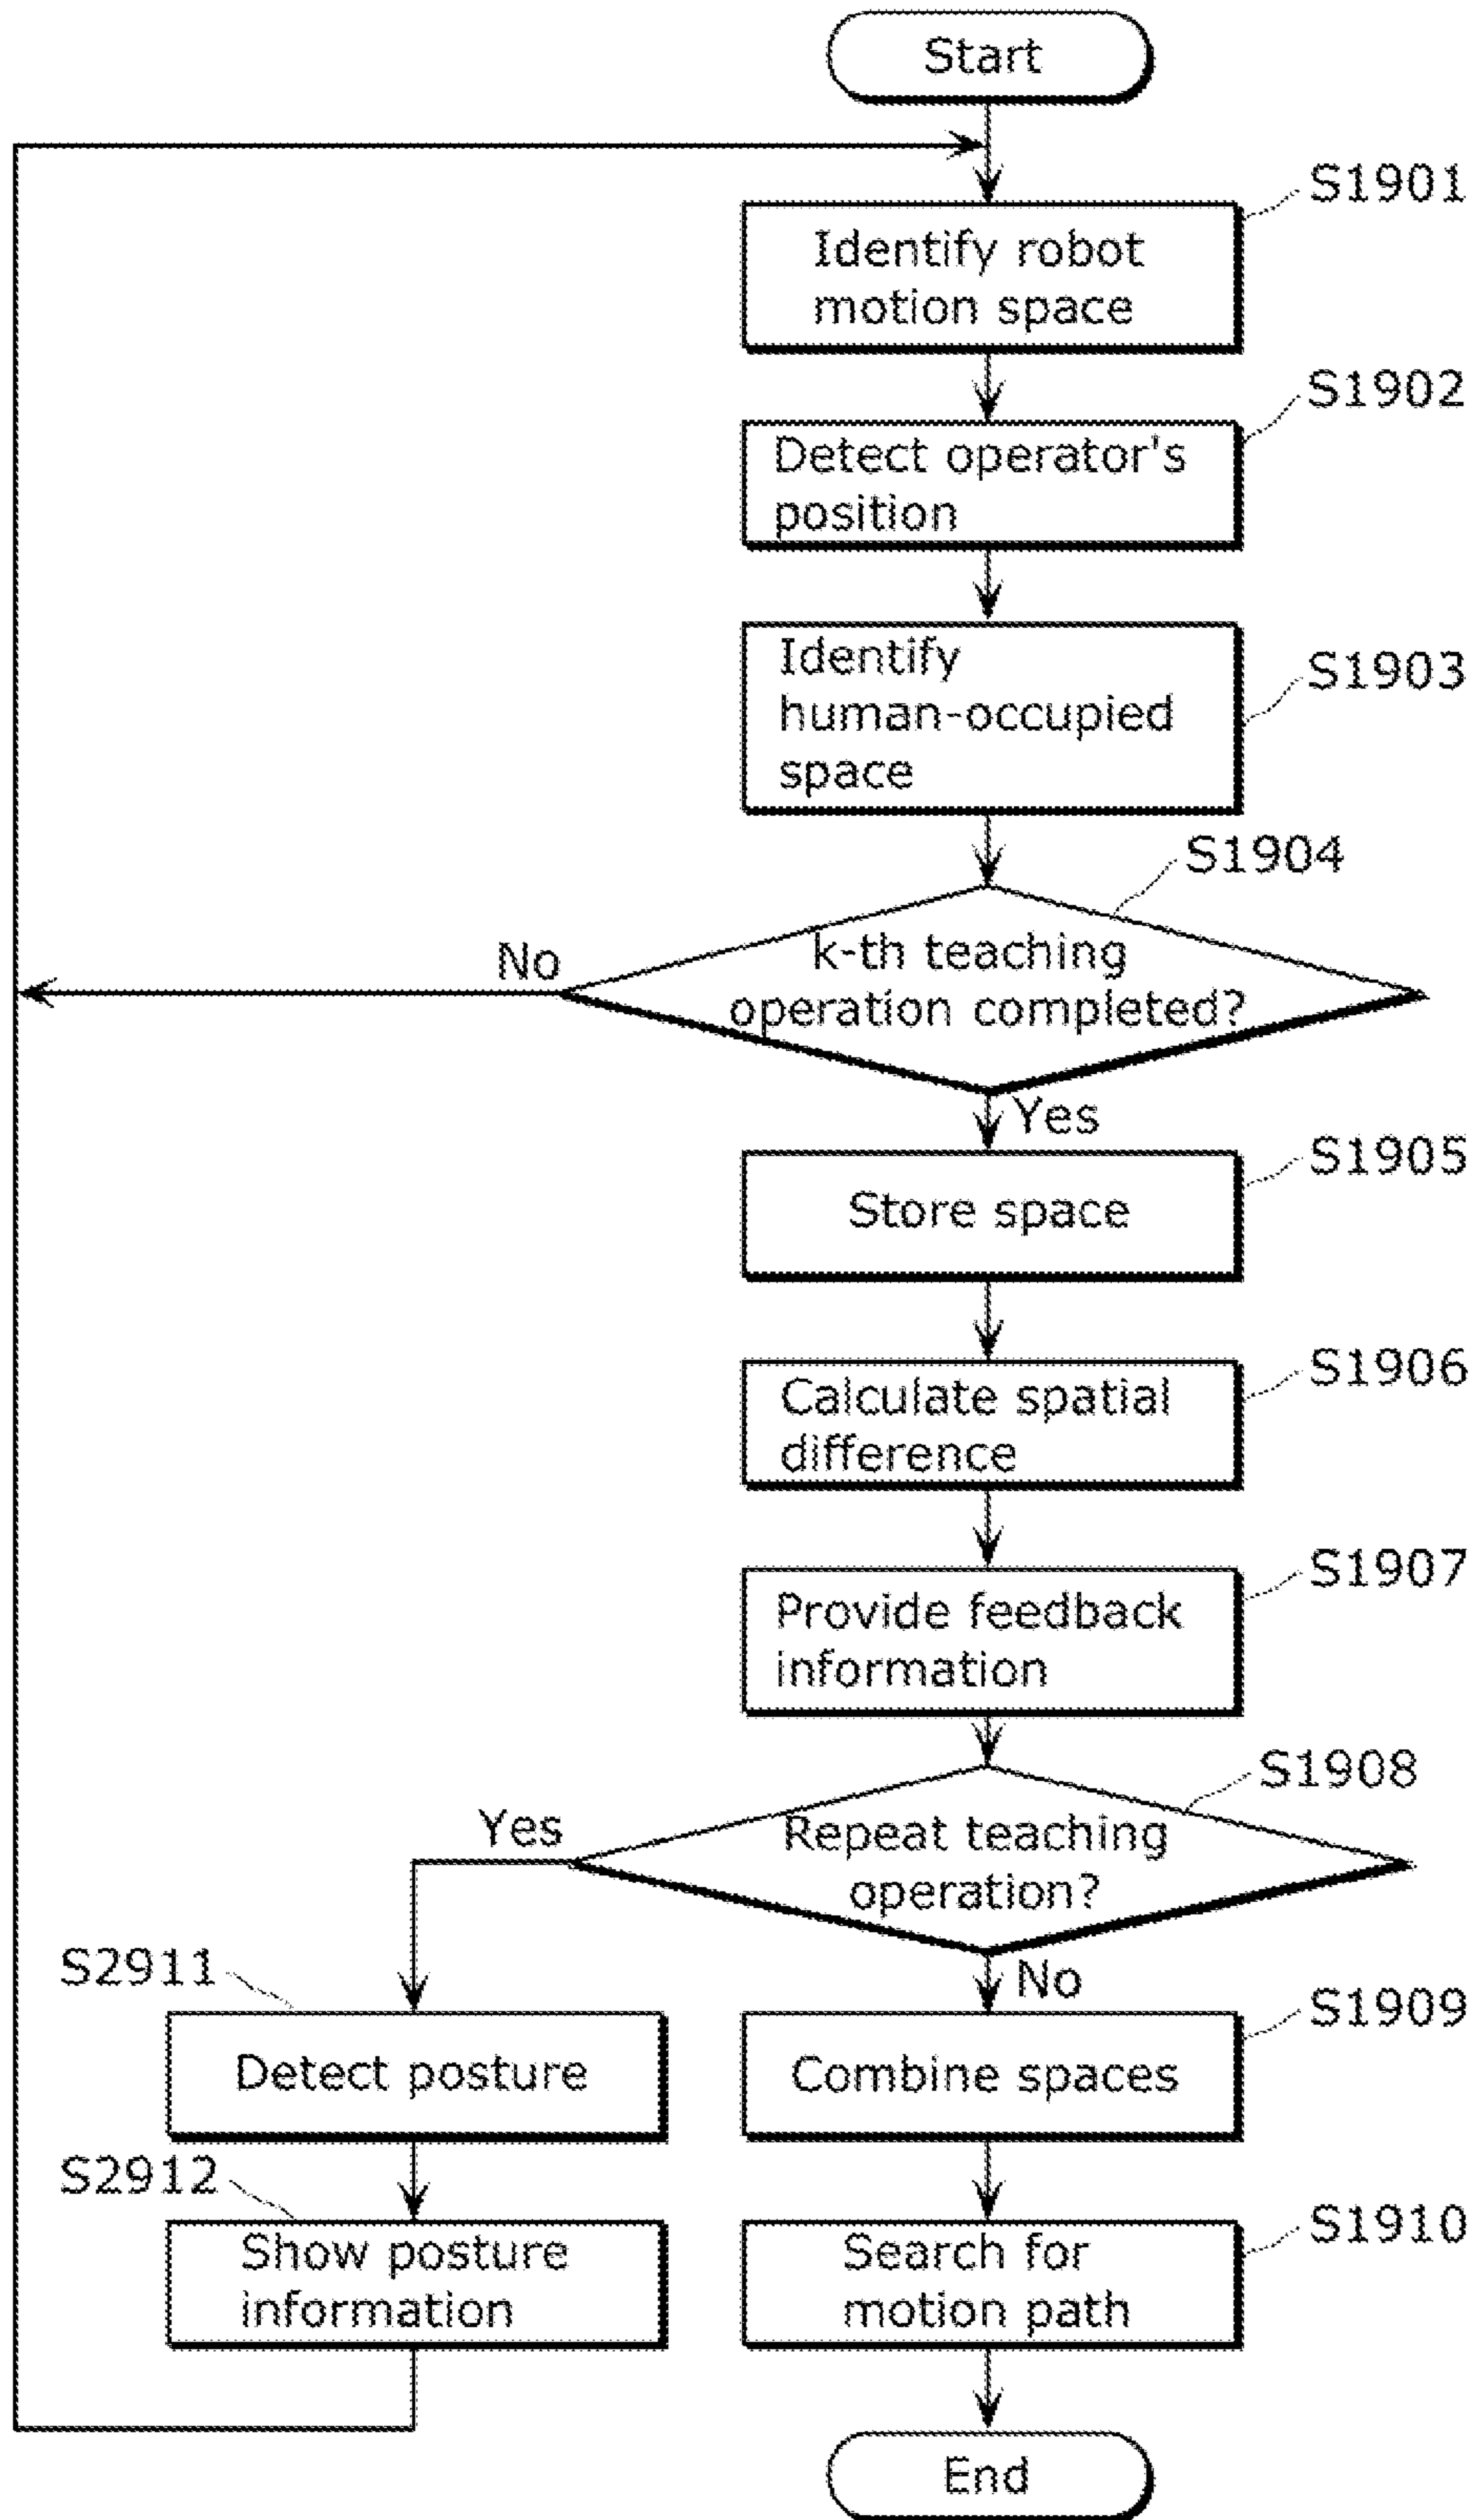 Start
S1901
Identify robot
motion space
S1902
Detect operator's
position
S1903
Identify
human-occupied
space
S1904
No
k-th teaching
operation completed?
Yes
S1905
Store space
S1906
Calculate spatial
difference
S1907
Provide feedback
information
S1908
Yes
Repeat teaching
operation?
No
S2911
Detect posture
S1909
Combine spaces
S2912
Show posture
information
S1910
Search for
motion path
End